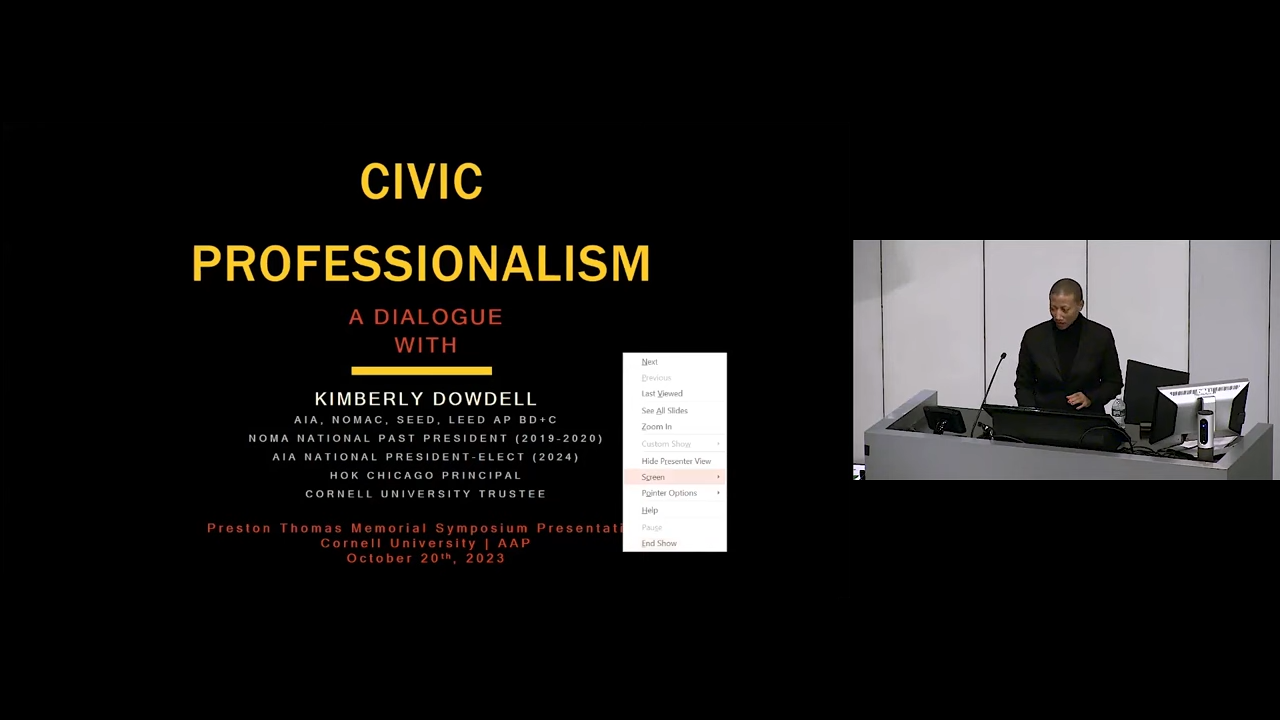 CIVIC
PROFESSIONALISM
A DIALOGUE
WITH
KIMBERLY DOWDELL
AIA, NOMAC, SEED, LEED AP BD+C
NOMA NATIONAL PAST PRESIDENT (2019-2020)
AIA NATIONAL PRESIDENT-ELECT (2024)
HOK CHICAGO PRINCIPAL
CORNELL UNIVERSITY TRUSTEE
Preston Thomas Memorial Symposium Presentati
Cornell University | AAP
October 20th, 2023
Next
Previous
Last Viewed
See All Slides
Zoom In
Custom Show
Hide Presenter View
Screen
Pointer Options
Help
Pause
End Show